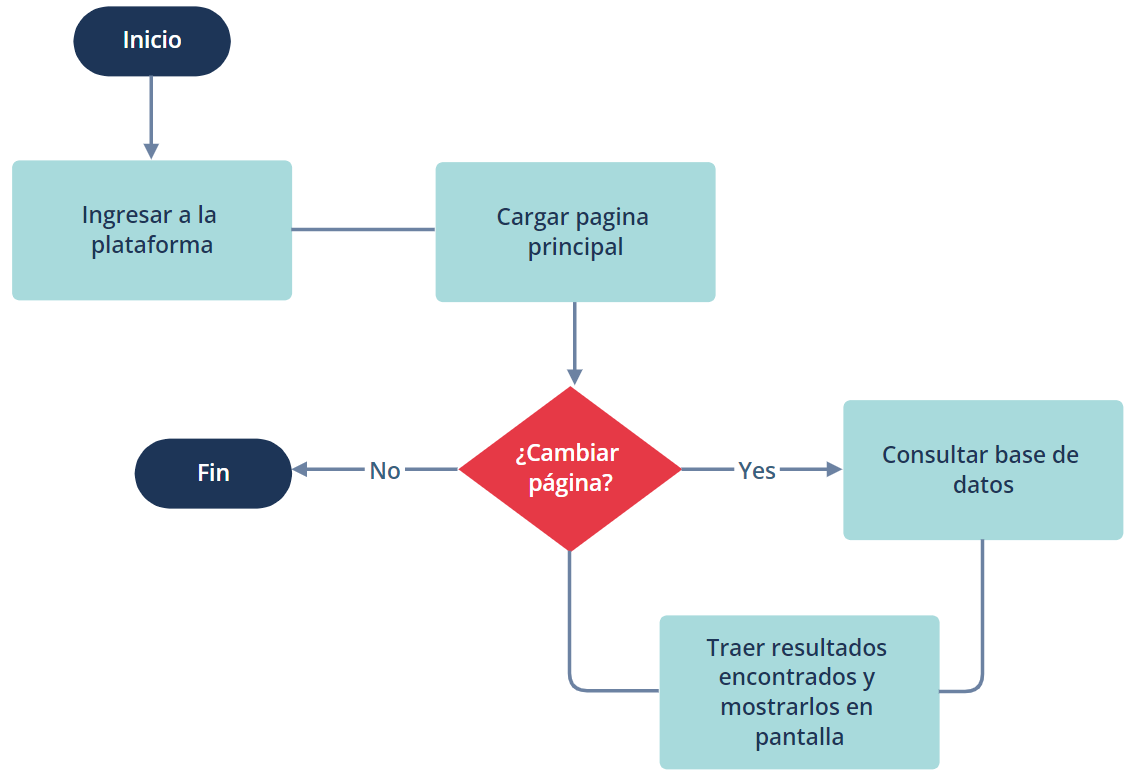 Inicio
Ingresar a la
plataforma
Cargar pagina
principal
¿Cambiar
página?
No
Fin
Yes
Consultar base de
datos
Traer resultados
encontrados y
mostrarlos en
pantalla